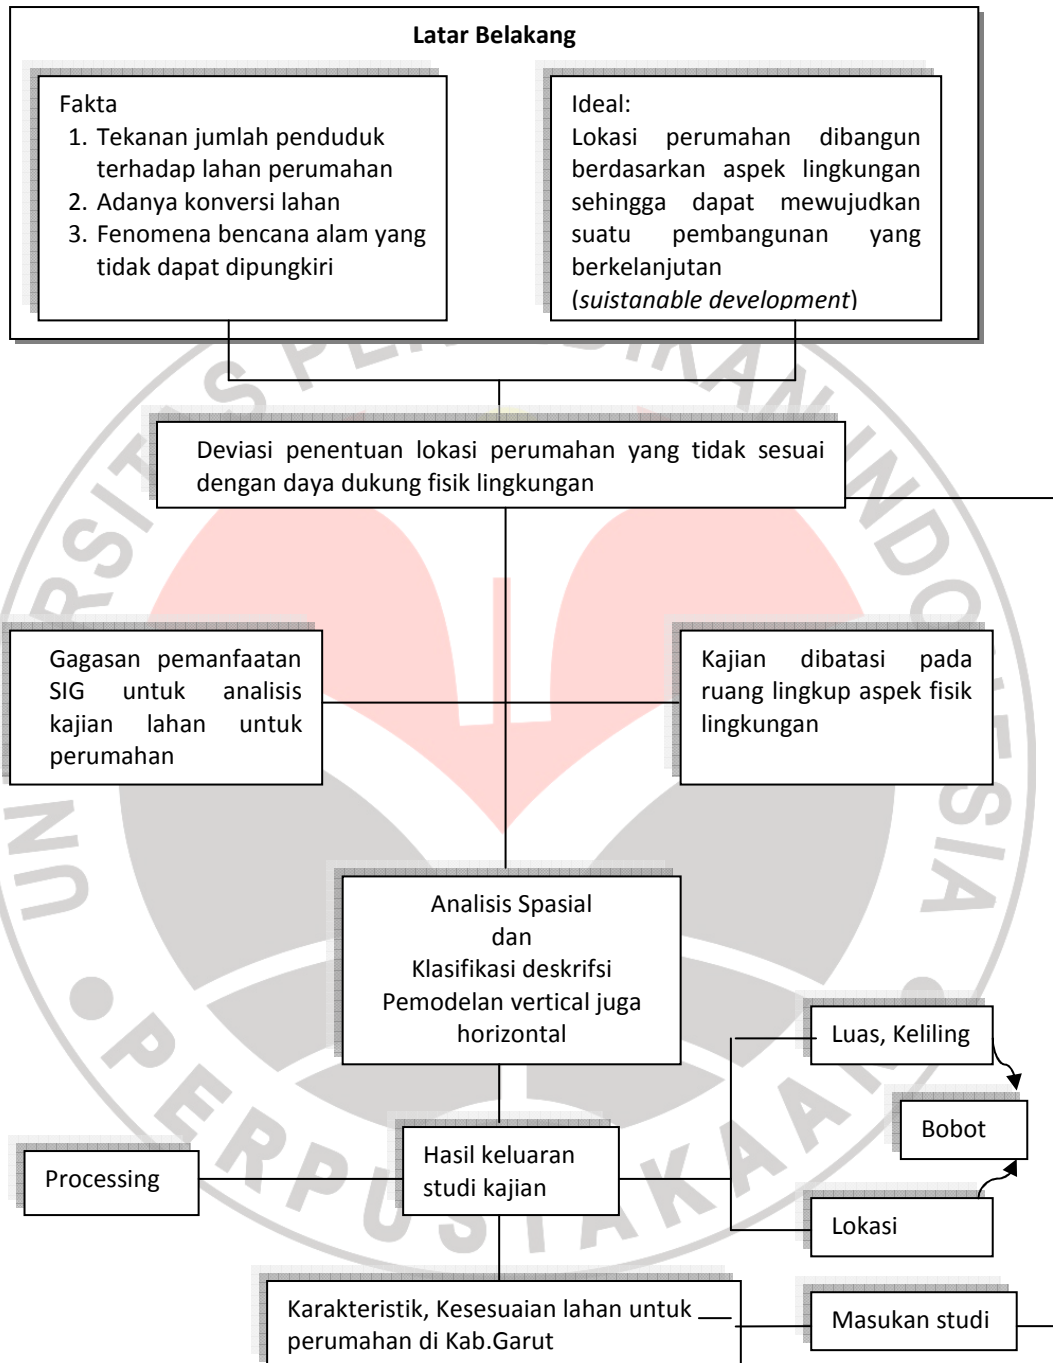 Latar Belakang
Fakta
1. Tekanan jumlah penduduk
terhadap lahan perumahan
2. Adanya konversi lahan
3. Fenomena bencana alam yang
tidak dapat dipungkiri
Ideal:
Lokasi perumahan dibangun
berdasarkan aspek lingkungan
sehingga dapat mewujudkan
suatu pembangunan yang
berkelanjutan
(suistanable development)
Deviasi penentuan lokasi perumahan yang tidak sesuai
dengan daya dukung fisik lingkungan
Gagasan pemanfaatan
SIG untuk analisis
kajian lahan untuk
perumahan
Kajian dibatasi pada
ruang lingkup aspek fisik
lingkungan
Analisis Spasial
dan
Klasifikasi deskrifsi
Pemodelan vertical juga
horizontal
Luas, Keliling
Bobot
Processing
Hasil keluaran
studi kajian
Lokasi
Karakteristik, Kesesuaian lahan untuk
perumahan di Kab.Garut
Masukan studi
PERPUSTAKAAN